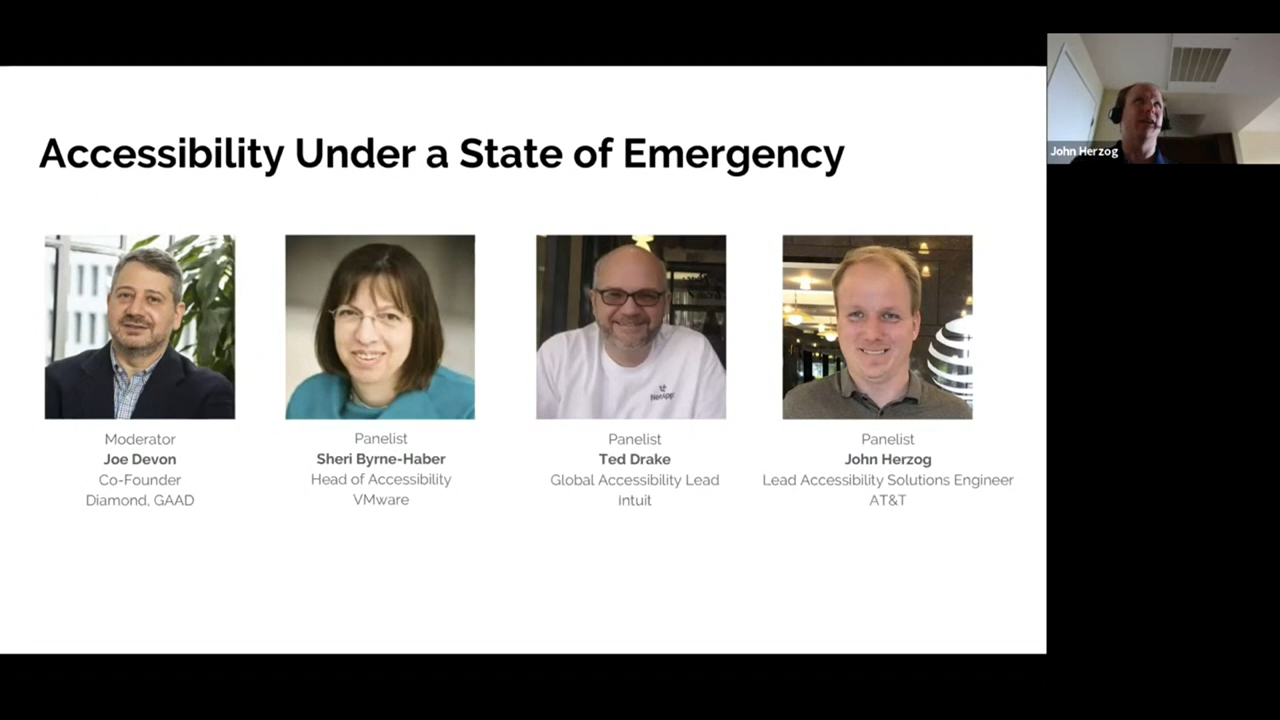 Accessibility Under a State of Emergency
John Herzog
NetApp
Moderator
Joe Devon
Co-Founder
Diamond, GAAD
Panelist
Sheri Byrne-Haber
Head of Accessibility
VMware
Panelist
Ted Drake
Global Accessibility Lead
Intuit
Panelist
John Herzog
Lead Accessibility Solutions Engineer
AT&T